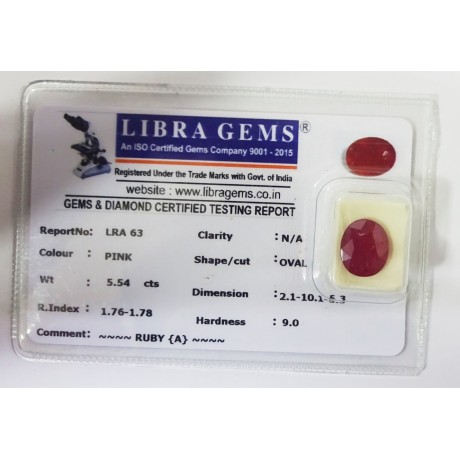 LIBRA GEMS®
An ISO Certified Gems Company 9001 - 2015
Registered Under the Trade Marks with Govt. of India
website : www.libragems.co.in
GEMS & DIAMOND CERTIFIED TESTING REPORT
ReportNo: LRA 63 Clarity : N/A
Colour : PINK Shape/cut : OVAL
Wt : 5.54 cts Dimension : 2.1-10.1-5.3
R.Index : 1.76-1.78 Hardness : 9.0
Comment: ~~~~ RUBY {A} ~~~~